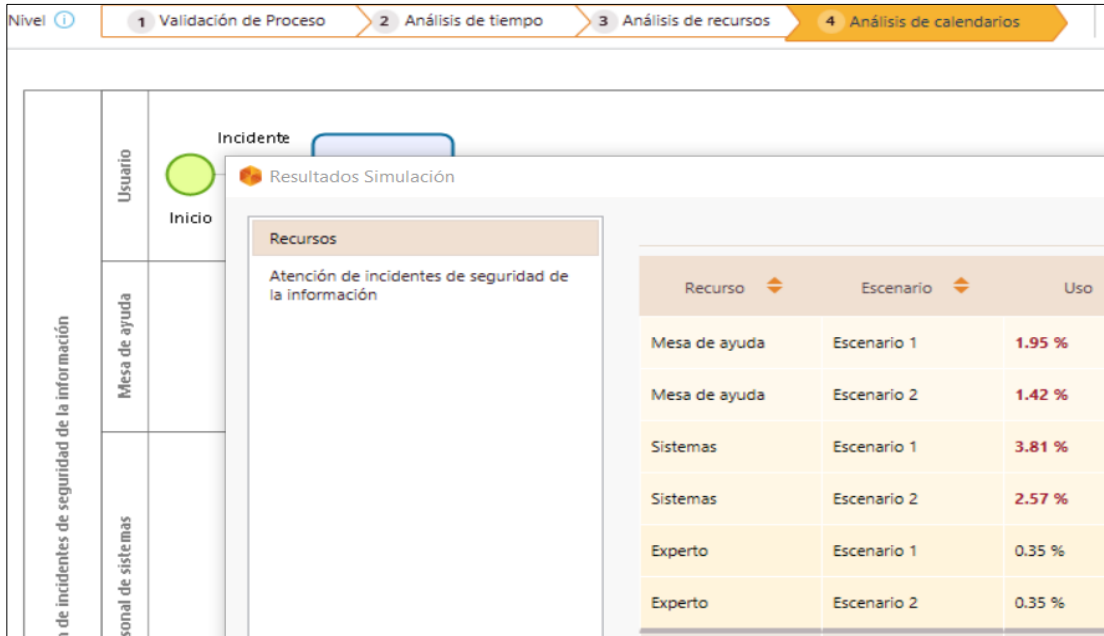 Nivel
1 Validación de Proceso
2 Análisis de tiempo
3 Análisis de recursos
4 Análisis de calendarios
n de incidentes de seguridad de la información
Usuario
Mesa de ayuda
sonal de sistemas
Incidente
Inicio
Resultados Simulación
Recursos
Atención de incidentes de seguridad de
la información
Recurso Escenario Uso
Mesa de ayuda Escenario 1 1.95 %
Mesa de ayuda Escenario 2 1.42 %
Sistemas Escenario 1 3.81 %
Sistemas Escenario 2 2.57 %
Experto Escenario 1 0.35 %
Experto Escenario 2 0.35 %